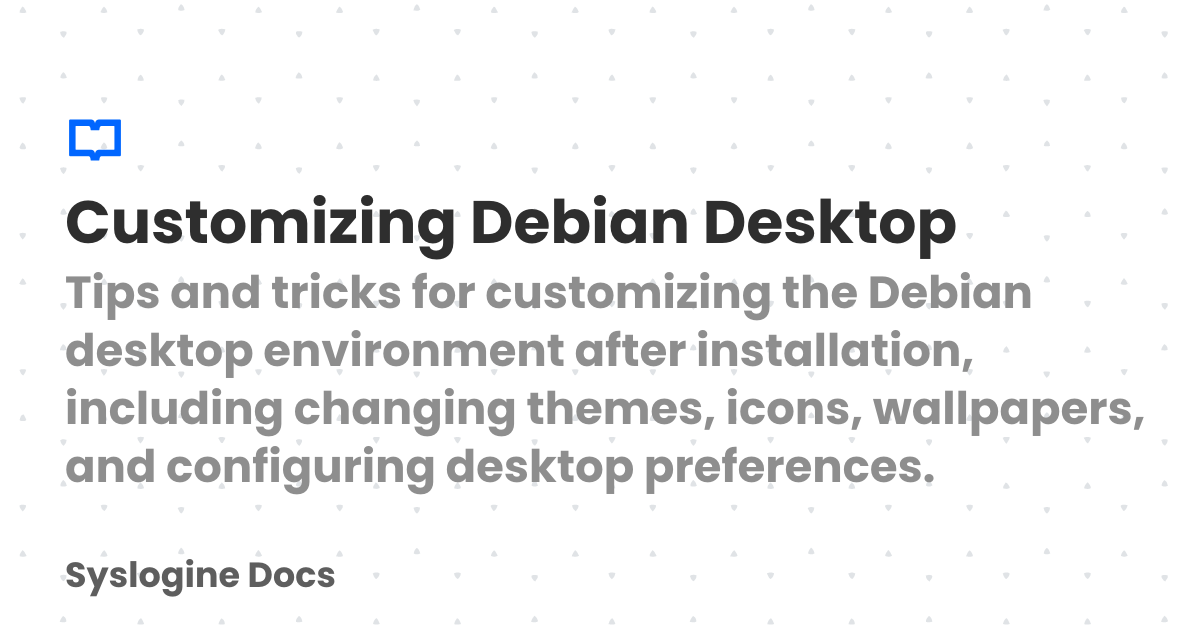 Customizing Debian Desktop
Tips and tricks for customizing the Debian
desktop environment after installation,
including changing themes, icons, wallpapers,
and configuring desktop preferences.
Syslogine Docs